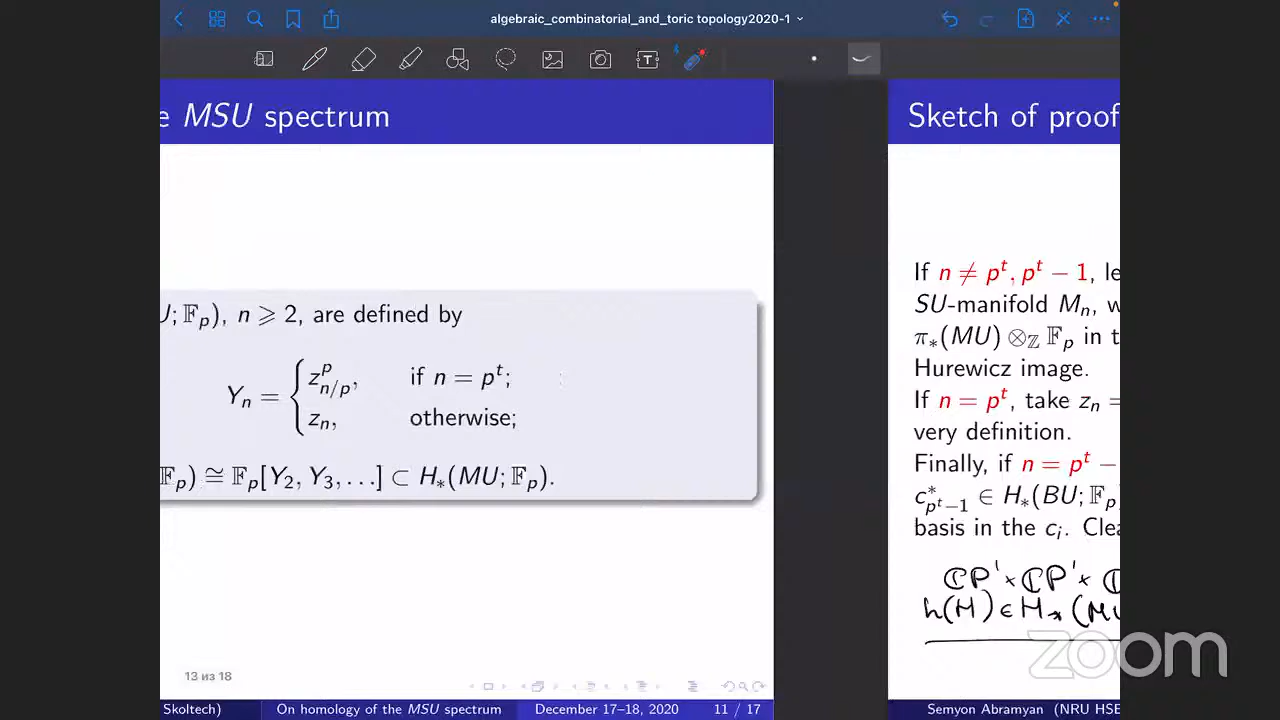 algebraic_combinatorial_and_toric topology2020-1
e MSU spectrum
U; 𝔽_p), n ⩾ 2, are defined by
Y_n = { z_{n/p}^p, if n = p^t;
z_n, otherwise;
𝔽_p) ≅ 𝔽_p[Y_2, Y_3, …] ⊂ H_*(MU; 𝔽_p).
13 из 18
Skoltech)
On homology of the MSU spectrum
December 17–18, 2020
11 / 17
Sketch of proof
If n ≠ p^t, p^t − 1, le
SU-manifold M_n, w
π_*(MU) ⊗_ℤ 𝔽_p in t
Hurewicz image.
If n = p^t, take z_n =
very definition.
Finally, if n = p^t −
c^*_{p^t−1} ∈ H_*(BU; 𝔽_p
basis in the c_i. Clea
ℂP^1 × ℂP^1 × ℂ
h(M) ∈ H_*(MU
zoom
Semyon Abramyan (NRU HSE